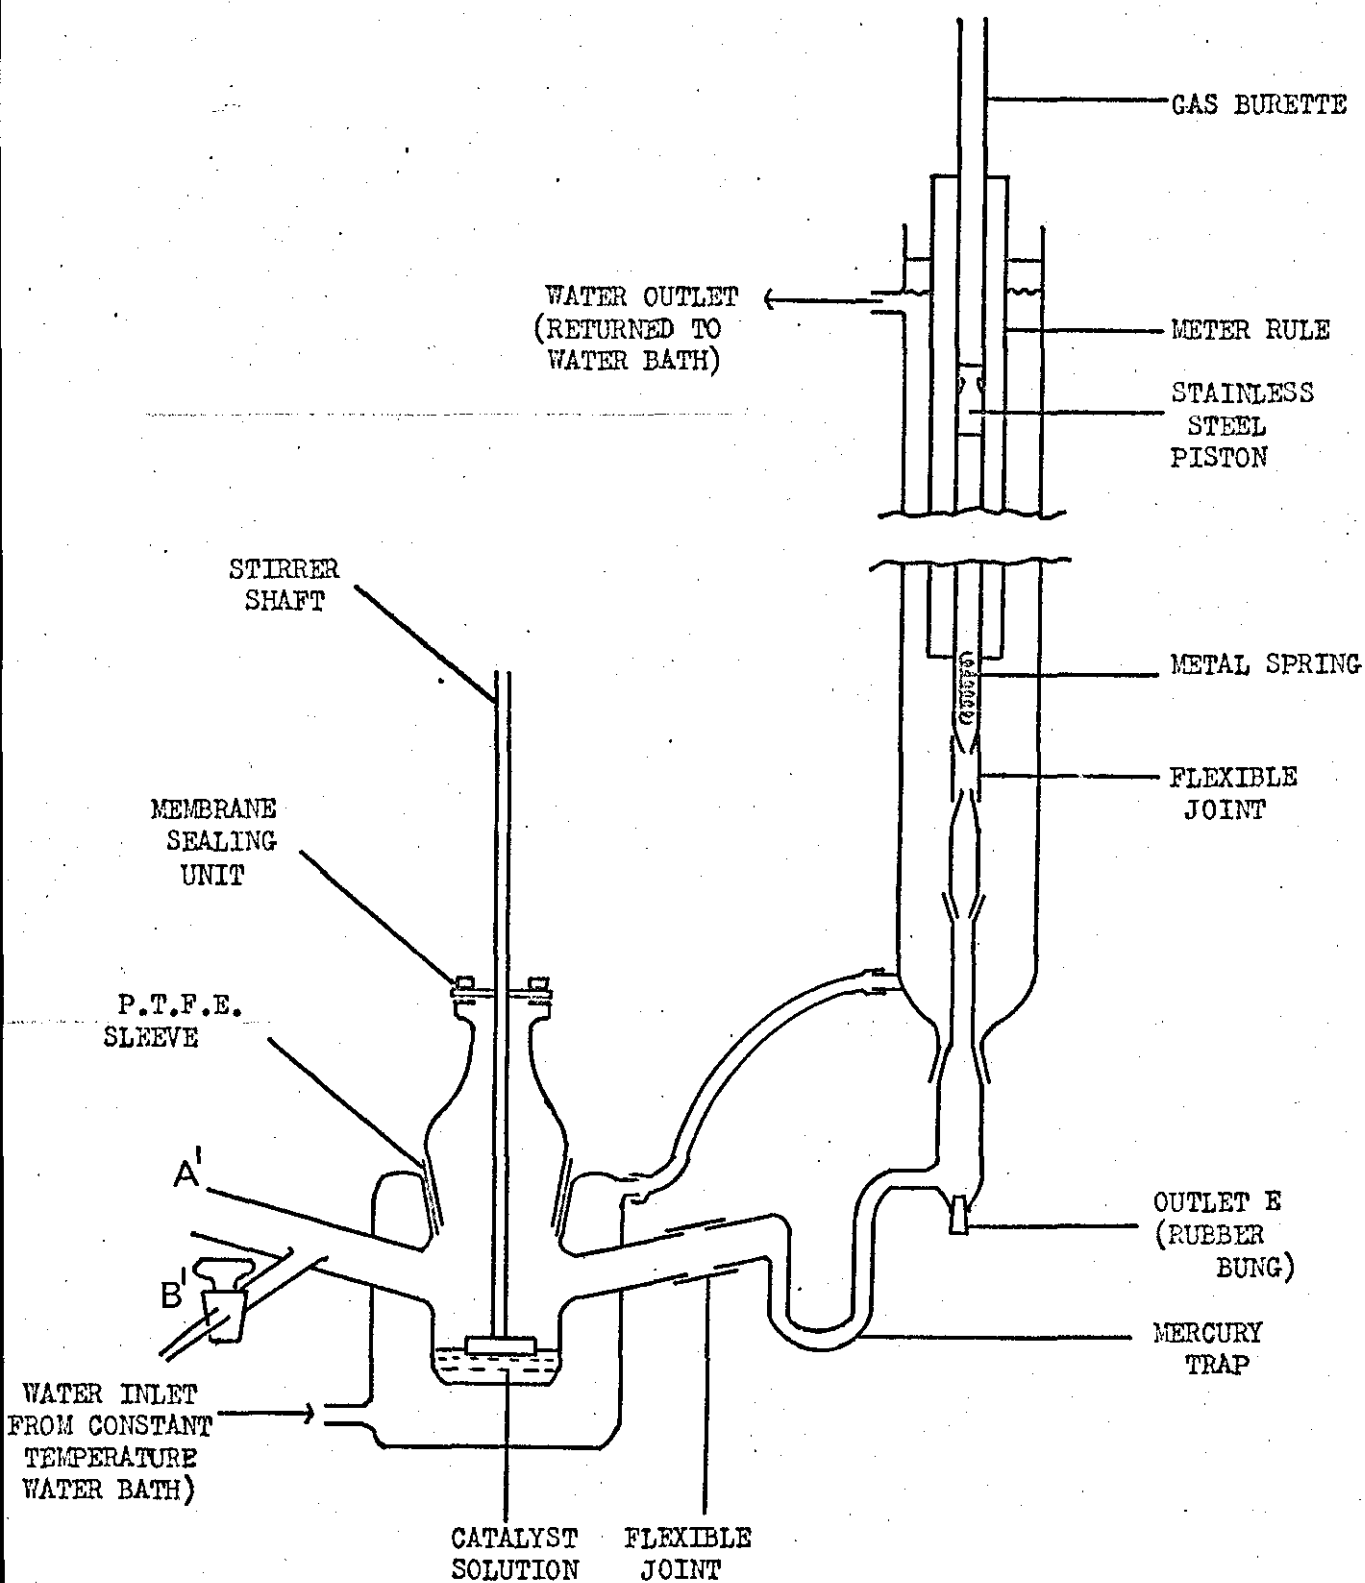 GAS BURETTE
WATER OUTLET
(RETURNED TO
WATER BATH)
METER RULE
STAINLESS
STEEL
PISTON
STIRRER
SHAFT
METAL SPRING
FLEXIBLE
JOINT
MEMBRANE
SEALING
UNIT
P.T.F.E.
SLEEVE
A'
B'
OUTLET E
(RUBBER
BUNG)
MERCURY
TRAP
WATER INLET
FROM CONSTANT
TEMPERATURE
WATER BATH)
CATALYST
SOLUTION
FLEXIBLE
JOINT